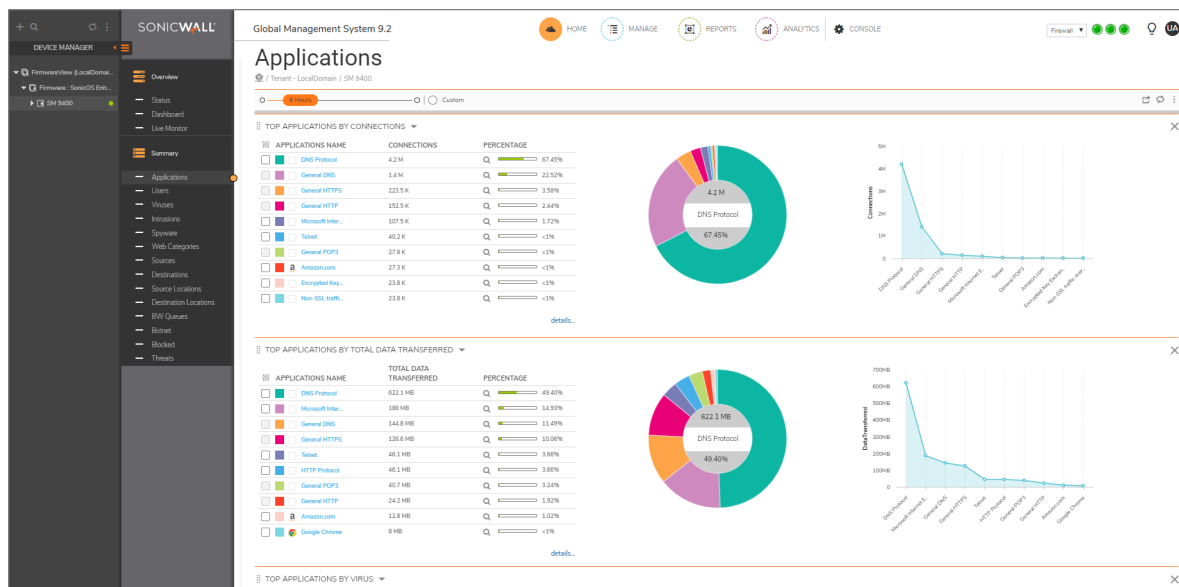 SONICWALL
Global Management System 9.2
HOME
MANAGE
REPORTS
ANALYTICS
CONSOLE
Firewall
UA
DEVICE MANAGER
FirmwareView (LocalDomai...
Firmware : SonicOS Enh...
SM 9400
Overview
Status
Dashboard
Live Monitor
Summary
Applications
Users
Viruses
Intrusions
Spyware
Web Categories
Sources
Destinations
Source Locations
Destination Locations
BW Queues
Botnet
Blocked
Threats
Applications
/ Tenant - LocalDomain / SM 9400
6 Hours
Custom
TOP APPLICATIONS BY CONNECTIONS
APPLICATIONS NAME CONNECTIONS PERCENTAGE
DNS Protocol 4.2 M 67.45%
General DNS 1.4 M 22.52%
General HTTPS 223.5 K 3.58%
General HTTP 152.5 K 2.44%
Microsoft Inter... 107.5 K 1.72%
Telnet 40.2 K <1%
General POP3 27.8 K <1%
a Amazon.com 27.3 K <1%
Encrypted Key... 23.8 K <1%
Non-SSL traffi... 23.8 K <1%
details...
4.2 M
DNS Protocol
67.45%
Connections
5M
4M
3M
2M
1M
0
DNS Protocol
General DNS
General HTTPS
General HTTP
Microsoft Internet E...
Telnet
General POP3
Amazon.com
Encrypted Key Exchan...
Non-SSL traffic over...
TOP APPLICATIONS BY TOTAL DATA TRANSFERRED
APPLICATIONS NAME TOTAL DATA TRANSFERRED PERCENTAGE
DNS Protocol 622.1 MB 49.40%
Microsoft Inter... 188 MB 14.93%
General DNS 144.8 MB 11.49%
General HTTPS 126.6 MB 10.06%
Telnet 46.1 MB 3.66%
HTTP Protocol 46.1 MB 3.66%
General POP3 40.7 MB 3.24%
General HTTP 24.2 MB 1.92%
a Amazon.com 12.8 MB 1.02%
Google Chrome 8 MB <1%
details...
622.1 MB
DNS Protocol
49.40%
DataTransferred
700MB
600MB
500MB
400MB
300MB
200MB
100MB
0
DNS Protocol
Microsoft Internet E...
General DNS
General HTTPS
Telnet
HTTP Protocol
General POP3
General HTTP
Amazon.com
Google Chrome
TOP APPLICATIONS BY VIRUS